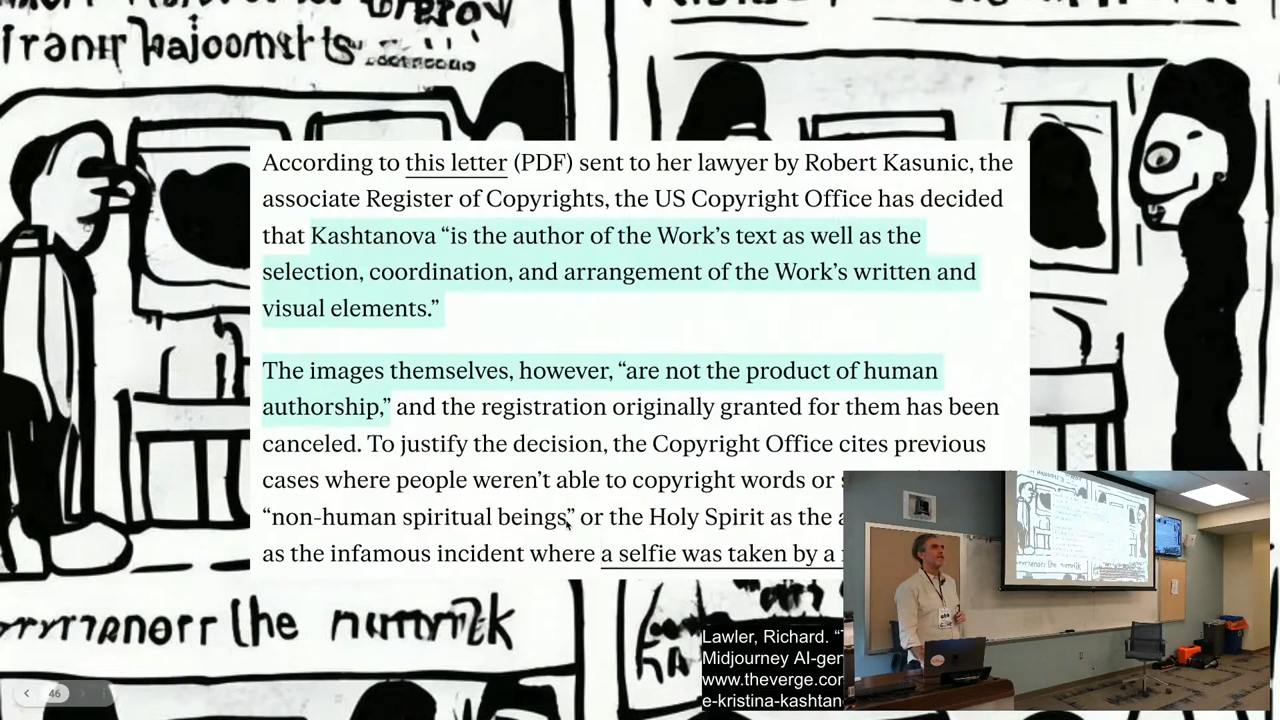 According to this letter (PDF) sent to her lawyer by Robert Kasunic, the
associate Register of Copyrights, the US Copyright Office has decided
that Kashtanova “is the author of the Work’s text as well as the
selection, coordination, and arrangement of the Work’s written and
visual elements.”
The images themselves, however, “are not the product of human
authorship,” and the registration originally granted for them has been
canceled. To justify the decision, the Copyright Office cites previous
cases where people weren’t able to copyright words or
“non-human spiritual beings,” or the Holy Spirit as the
as the infamous incident where a selfie was taken by a
Lawler, Richard.
Midjourney AI-gen
www.theverge.com
e-kristina-kashtan
46